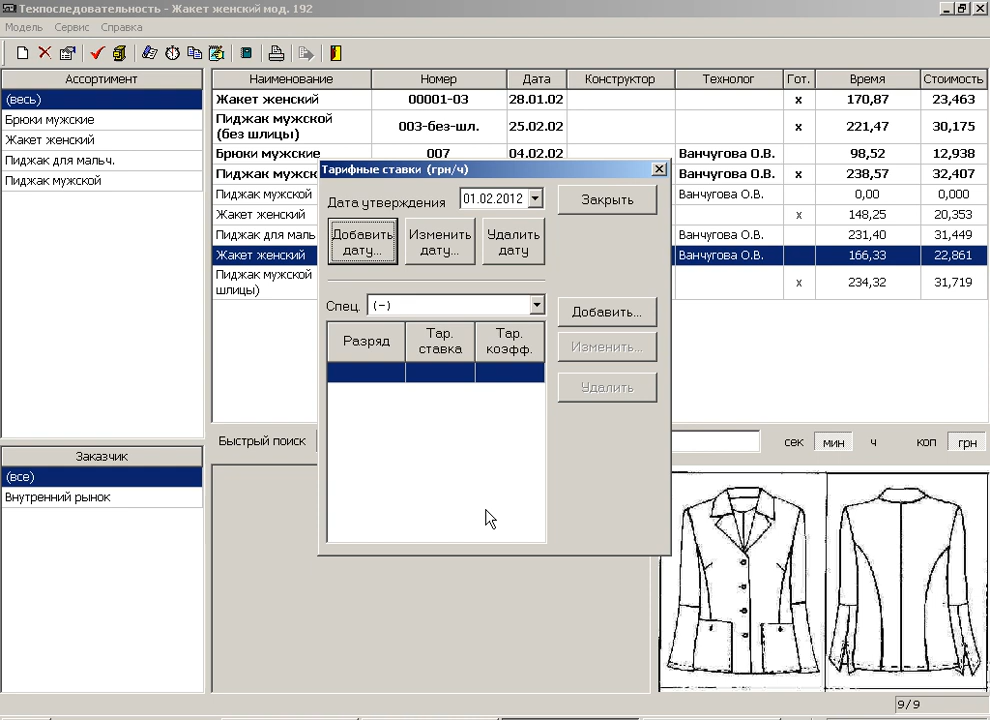 Техпоследовательность - Жакет женский мод. 192
Модель Сервис Справка
Ассортимент
(весь)
Брюки мужские
Жакет женский
Пиджак для мальч.
Пиджак мужской
Наименование Номер Дата Конструктор Технолог Гот. Время Стоимость
Жакет женский 00001-03 28.01.02 x 170,87 23,463
Пиджак мужской
(без шлицы) 003-без-шл. 25.02.02 x 221,47 30,175
Брюки мужские 007 04.02.02 Ванчугова О.В. 98,52 12,938
Пиджак мужск Ванчугова О.В. x 238,57 32,407
Пиджак мужской Ванчугова О.В. 0,00 0,000
Жакет женский x 148,25 20,353
Пиджак для маль Ванчугова О.В. 231,40 31,449
Жакет женский Ванчугова О.В. 166,33 22,861
Пиджак мужской
шлицы) x 234,32 31,719
Тарифные ставки (грн/ч)
Дата утверждения 01.02.2012 Закрыть
Добавить
дату...
Изменить
дату...
Удалить
дату
Спец. (-) Добавить...
Разряд Тар.
ставка Тар.
коэфф.
Изменить...
Удалить
Быстрый поиск сек мин ч коп грн
Заказчик
(все)
Внутренний рынок
9/9